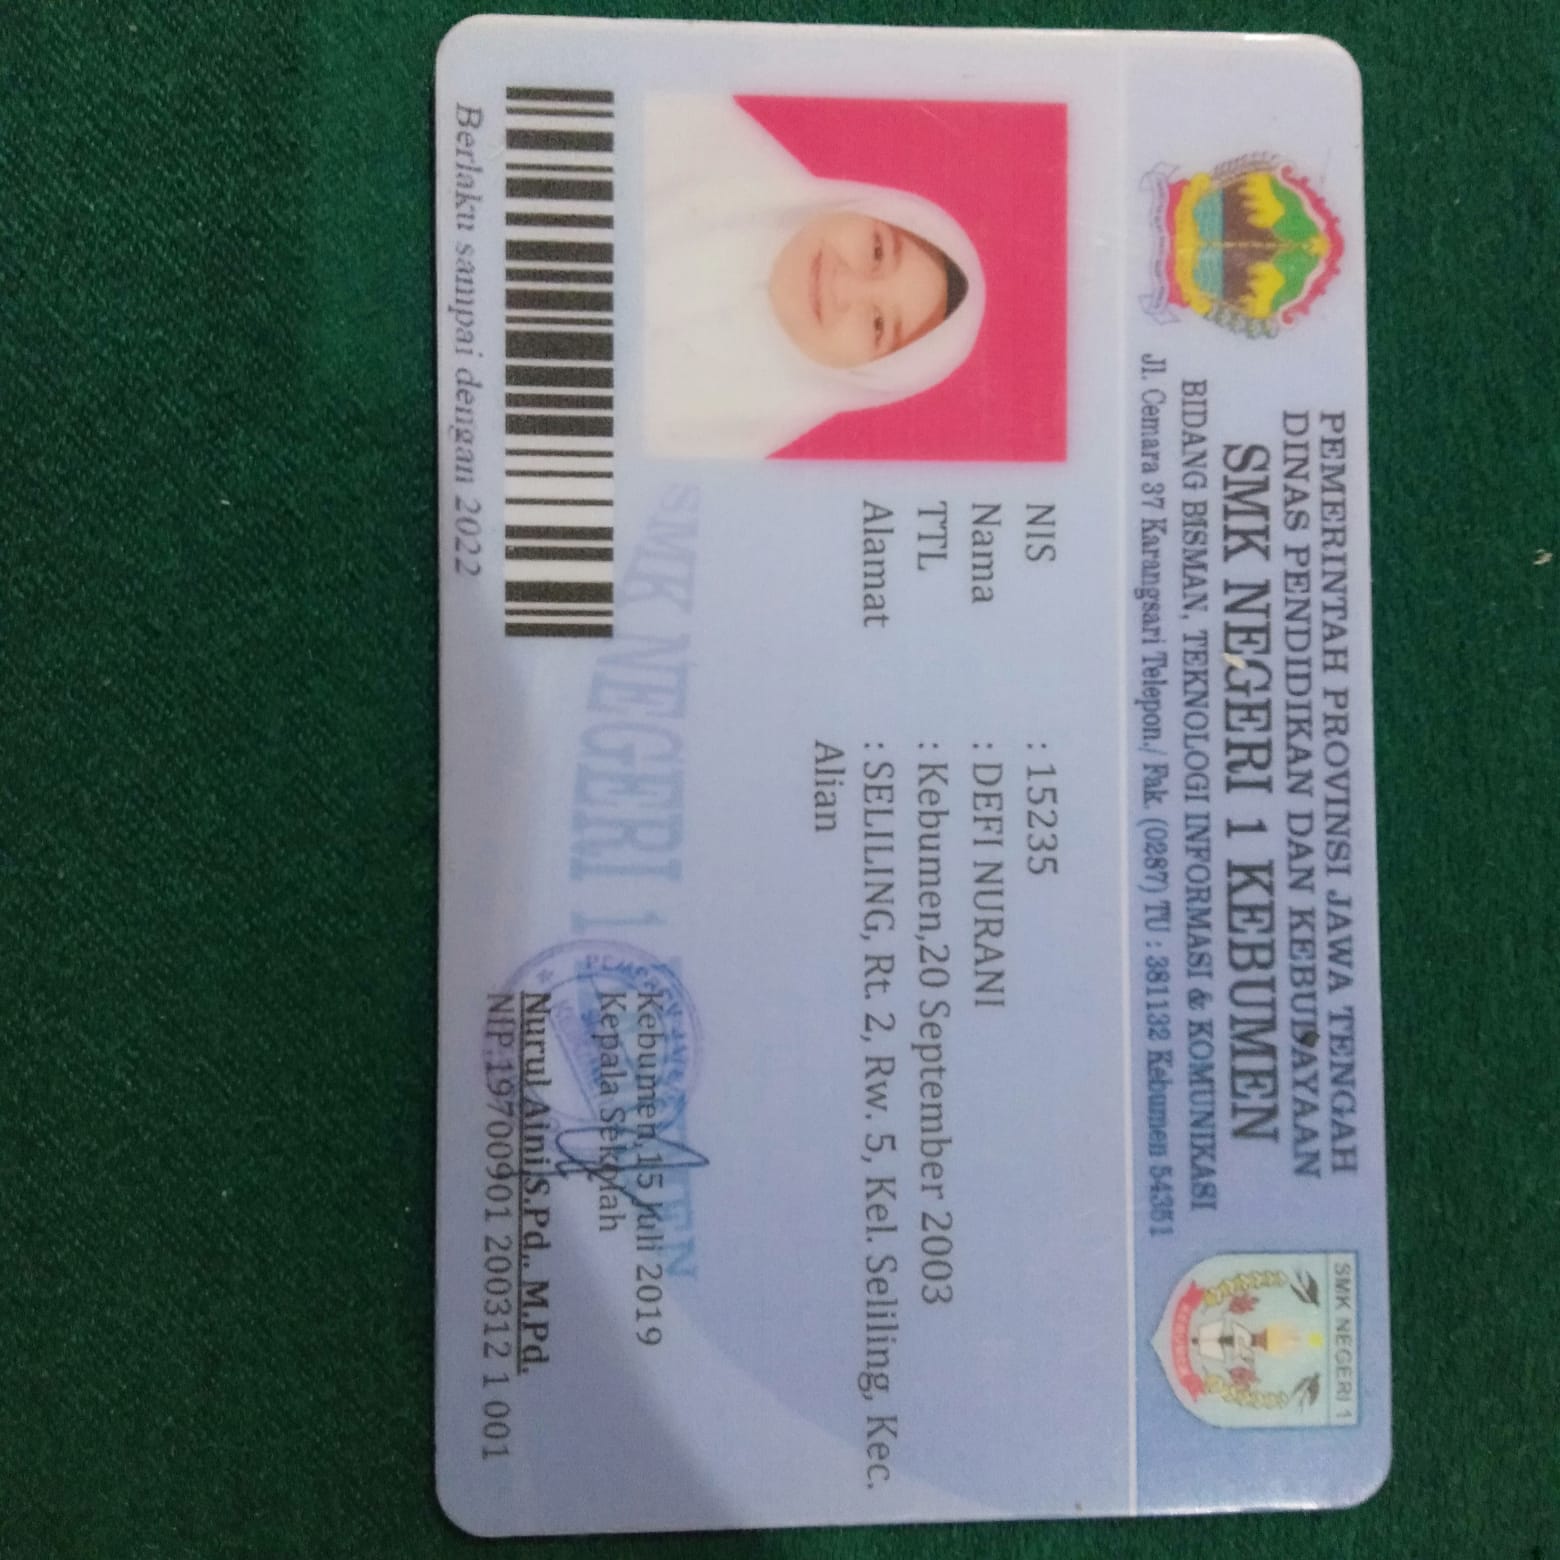 PEMERINTAH PROVINSI JAWA TENGAH
DINAS PENDIDIKAN DAN KEBUDAYAAN
SMK NEGERI 1 KEBUMEN
BIDANG BISMAN, TEKNOLOGI INFORMASI & KOMUNIKASI
Jl. Cemara 37 Karangsari Telepon./ Fak. (0287) TU : 381132 Kebumen 54351
SMK NEGERI 1
KEBUMEN
NIS : 15235
Nama : DEFI NURANI
TTL : Kebumen,20 September 2003
Alamat : SELILING, Rt. 2, Rw. 5, Kel. Seliling, Kec.
Alian
SMK NEGERI 1 KEBUMEN
Kebumen,15 Juli 2019
Kepala Sekolah
Nurul Aini,S.Pd., M.Pd.
NIP.19700901 200312 1 001
Berlaku sampai dengan 2022